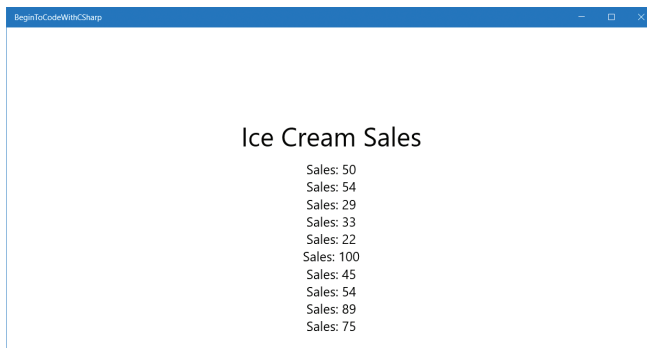 BeginToCodeWithCSharp
Ice Cream Sales
Sales: 50
Sales: 54
Sales: 29
Sales: 33
Sales: 22
Sales: 100
Sales: 45
Sales: 54
Sales: 89
Sales: 75